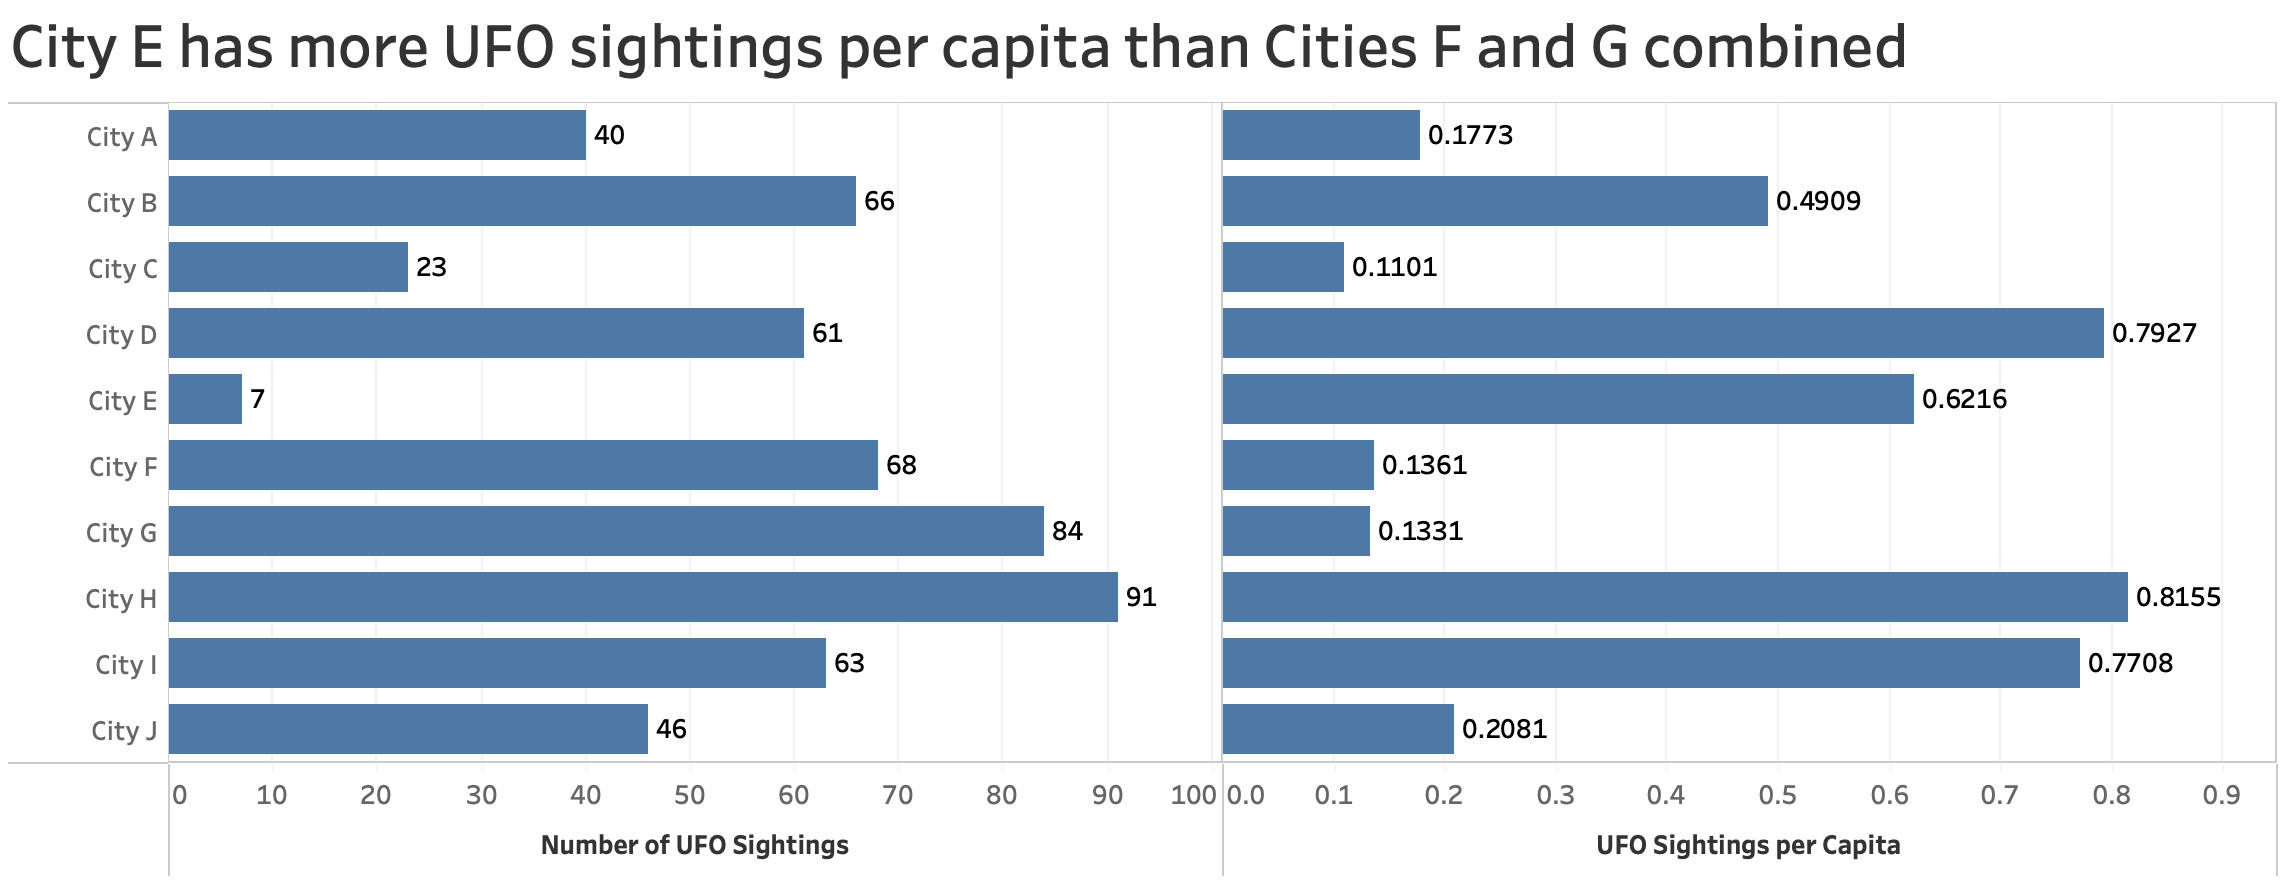 City E has more UFO sightings per capita than Cities F and G combined
City A 40 0.1773
City B 66 0.4909
City C 23 0.1101
City D 61 0.7927
City E 7 0.6216
City F 68 0.1361
City G 84 0.1331
City H 91 0.8155
City I 63 0.7708
City J 46 0.2081
0 10 20 30 40 50 60 70 80 90 100 0.0 0.1 0.2 0.3 0.4 0.5 0.6 0.7 0.8 0.9
Number of UFO Sightings UFO Sightings per Capita